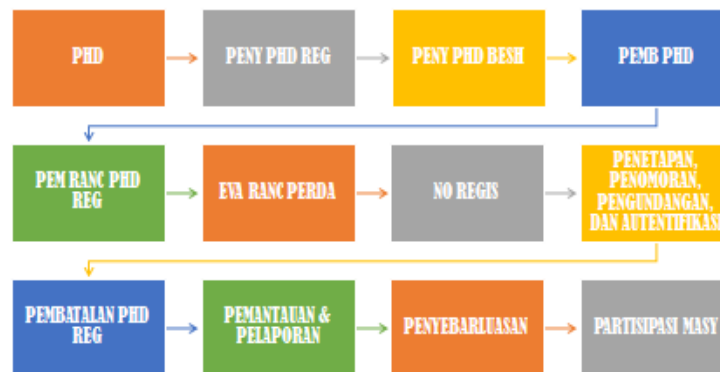 PHD
PENY PHD REG
PENY PHD BESH
PEMB PHD
PEM RANC PHD
REG
EVA RANC PERDA
NO REGIS
PENETAPAN,
PENOMORAN,
PENGUNDANGAN,
DAN AUTENTIFIKASI
PEMBATALAN PHD
REG
PEMANTAUAN &
PELAPORAN
PENYEBARLUASAN
PARTISIPASI MASY